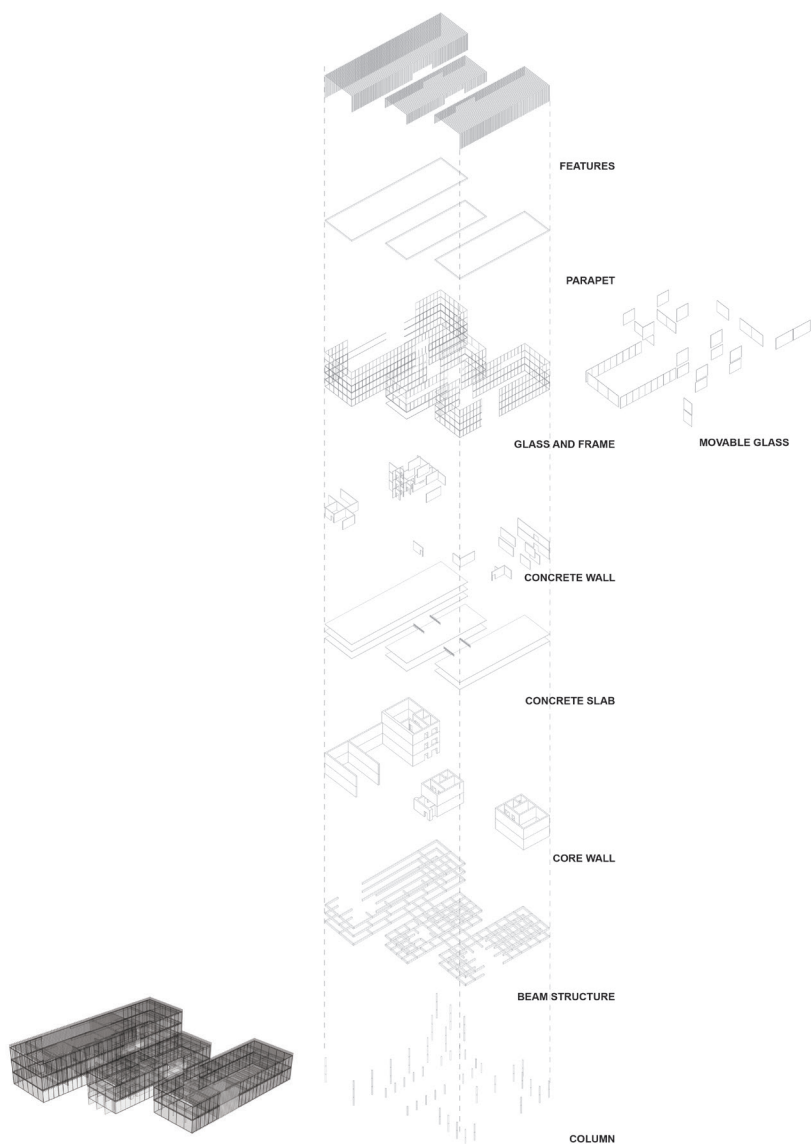 FEATURES
PARAPET
GLASS AND FRAME
MOVABLE GLASS
CONCRETE WALL
CONCRETE SLAB
CORE WALL
BEAM STRUCTURE
COLUMN